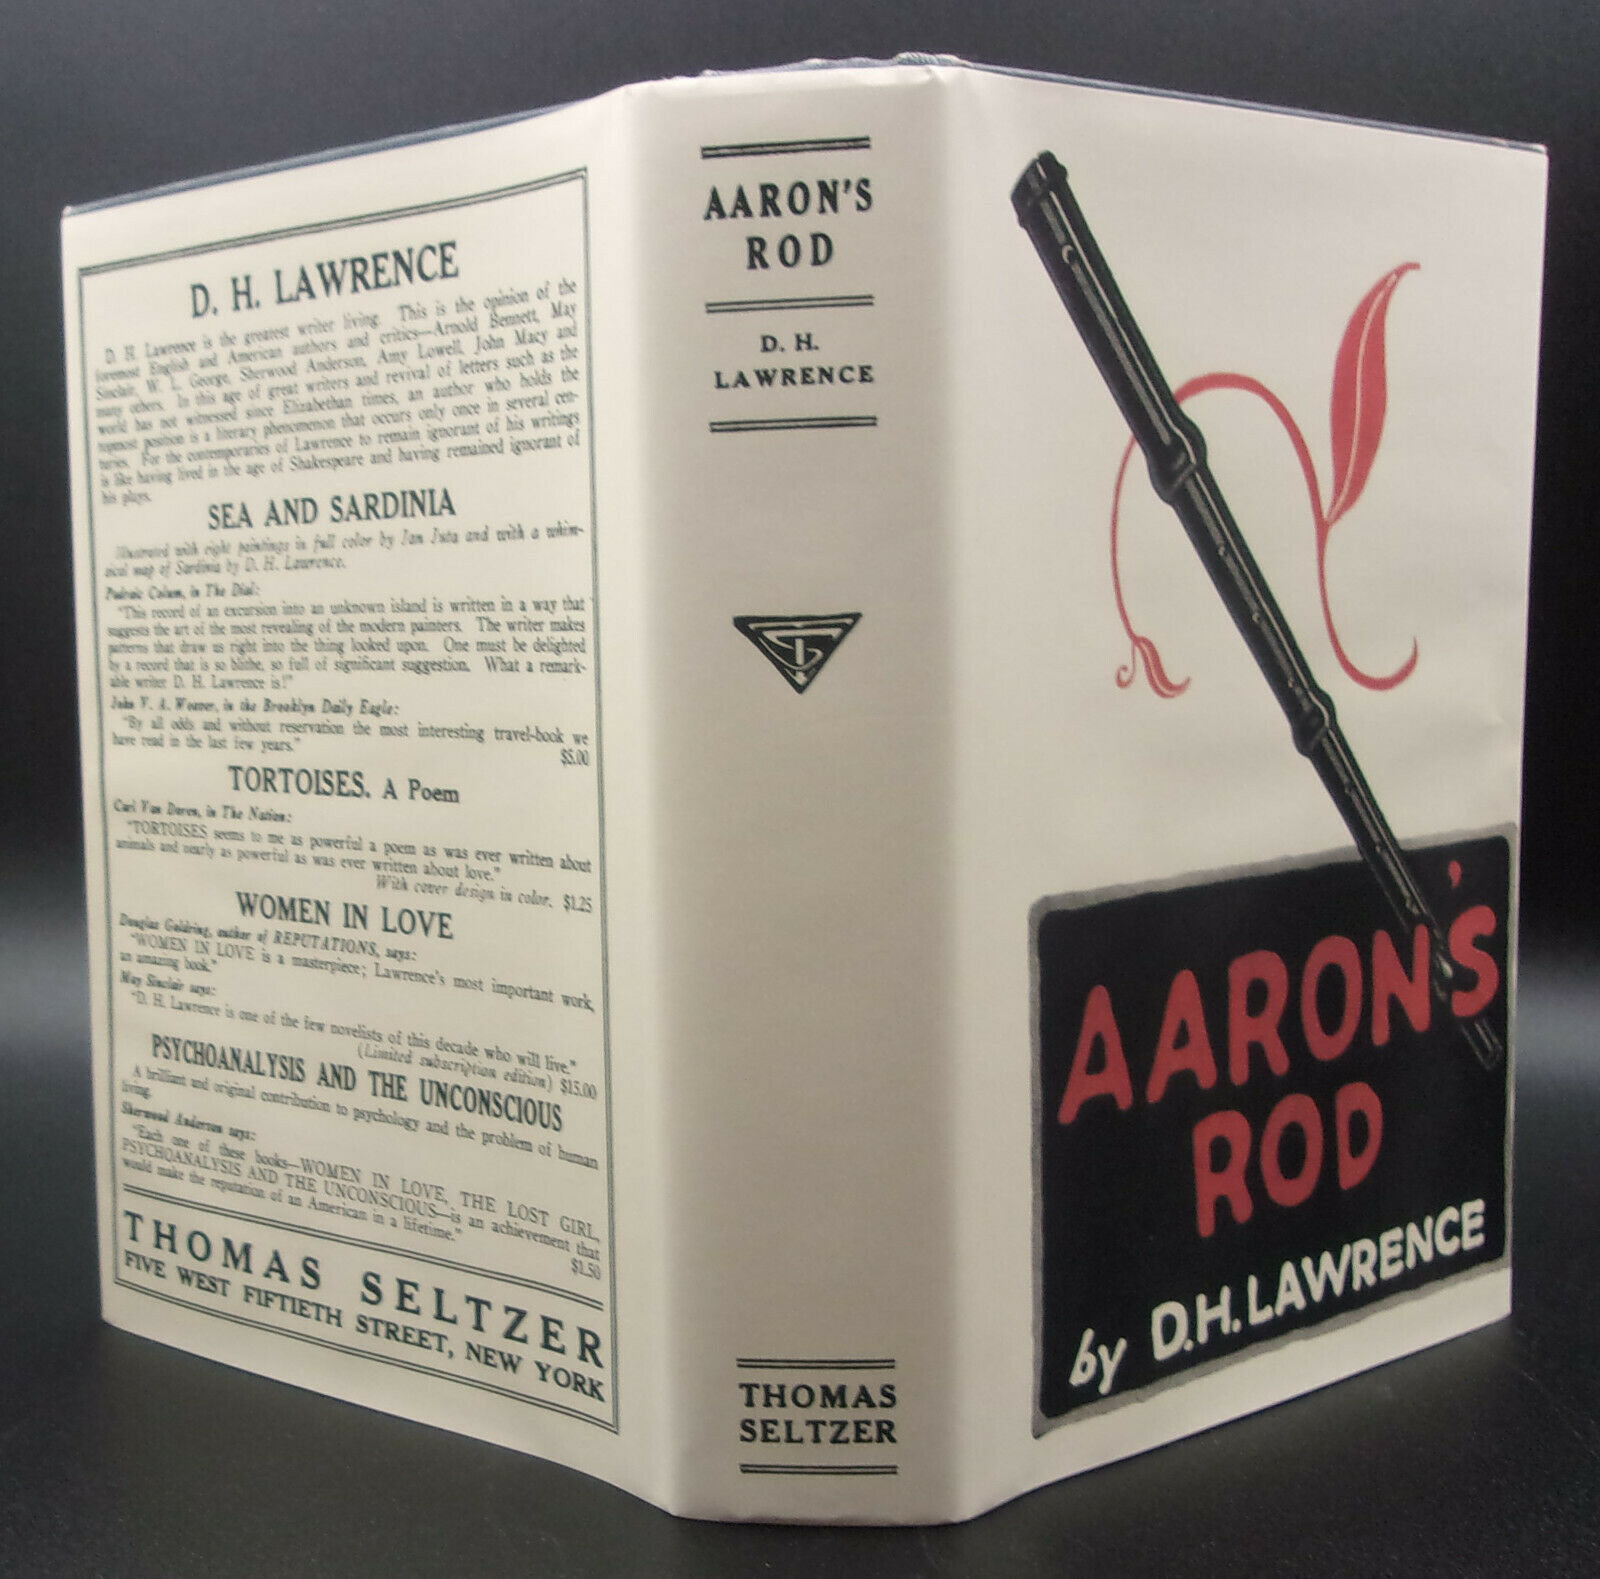 D. H. LAWRENCE
D. H. Lawrence is the greatest writer living. This is the opinion of the
foremost English and American authors and critics—Arnold Bennett, May
Sinclair, W. L. George, Sherwood Anderson, Amy Lowell, John Macy and
many others. In this age of great writers and revival of letters such as the
world has not witnessed since Elizabethan times, an author who holds the
topmost position is a literary phenomenon that occurs only once in several cen-
turies. For the contemporaries of Lawrence to remain ignorant of his writings
is like having lived in the age of Shakespeare and having remained ignorant of
his plays.
SEA AND SARDINIA
Illustrated with eight paintings in full color by Jan Juta and with a whim-
sical map of Sardinia by D. H. Lawrence.
Padraic Colum, in The Dial:
"This record of an excursion into an unknown island is written in a way that
suggests the art of the most revealing of the modern painters. The writer makes
patterns that draw us right into the thing looked upon. One must be delighted
by a record that is so blithe, so full of significant suggestion. What a remark-
able writer D. H. Lawrence is!"
John V. A. Weaver, in the Brooklyn Daily Eagle:
"By all odds and without reservation the most interesting travel-book we
have read in the last few years."
$5.00
TORTOISES. A Poem
Carl Van Doren, in The Nation:
"TORTOISES seems to me as powerful a poem as was ever written about
animals and nearly as powerful as was ever written about love."
With cover design in color. $1.25
WOMEN IN LOVE
Douglas Goldring, author of REPUTATIONS, says:
"WOMEN IN LOVE is a masterpiece; Lawrence's most important work,
an amazing book."
May Sinclair says:
"D. H. Lawrence is one of the few novelists of this decade who will live."
(Limited subscription edition) $15.00
PSYCHOANALYSIS AND THE UNCONSCIOUS
A brilliant and original contribution to psychology and the problem of human
living.
Sherwood Anderson says:
"Each one of these books—WOMEN IN LOVE, THE LOST GIRL,
PSYCHOANALYSIS AND THE UNCONSCIOUS—is an achievement that
would make the reputation of an American in a lifetime."
$1.50
THOMAS SELTZER
FIVE WEST FIFTIETH STREET, NEW YORK
AARON'S
ROD
D. H.
LAWRENCE
THOMAS
SELTZER
AARON'S
ROD
by D.H. LAWRENCE